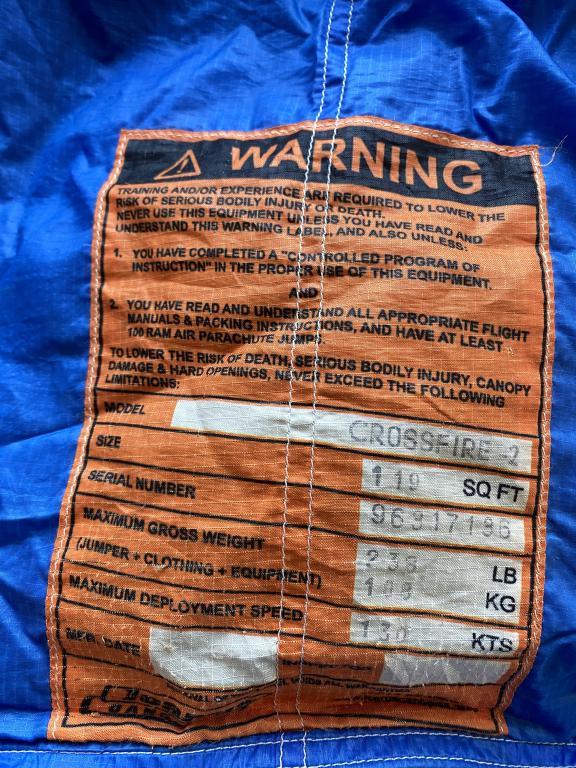 WARNING
TRAINING AND/OR EXPERIENCE ARE REQUIRED TO LOWER THE
RISK OF SERIOUS BODILY INJURY OR DEATH.
NEVER USE THIS EQUIPMENT UNLESS YOU HAVE READ AND
UNDERSTAND THIS WARNING LABEL AND ALSO UNLESS:
1. YOU HAVE COMPLETED A "CONTROLLED PROGRAM OF
INSTRUCTION" IN THE PROPER USE OF THIS EQUIPMENT.
AND
2. YOU HAVE READ AND UNDERSTAND ALL APPROPRIATE FLIGHT
MANUALS & PACKING INSTRUCTIONS, AND HAVE AT LEAST
100 RAM AIR PARACHUTE JUMPS.
TO LOWER THE RISK OF DEATH, SERIOUS BODILY INJURY, CANOPY
DAMAGE & HARD OPENINGS, NEVER EXCEED THE FOLLOWING
LIMITATIONS:
MODEL CROSSFIRE-2
SIZE 119 SQ FT
SERIAL NUMBER 96917196
MAXIMUM GROSS WEIGHT 238 LB
(JUMPER + CLOTHING + EQUIPMENT) 108 KG
MAXIMUM DEPLOYMENT SPEED 130 KTS
MFR. DATE